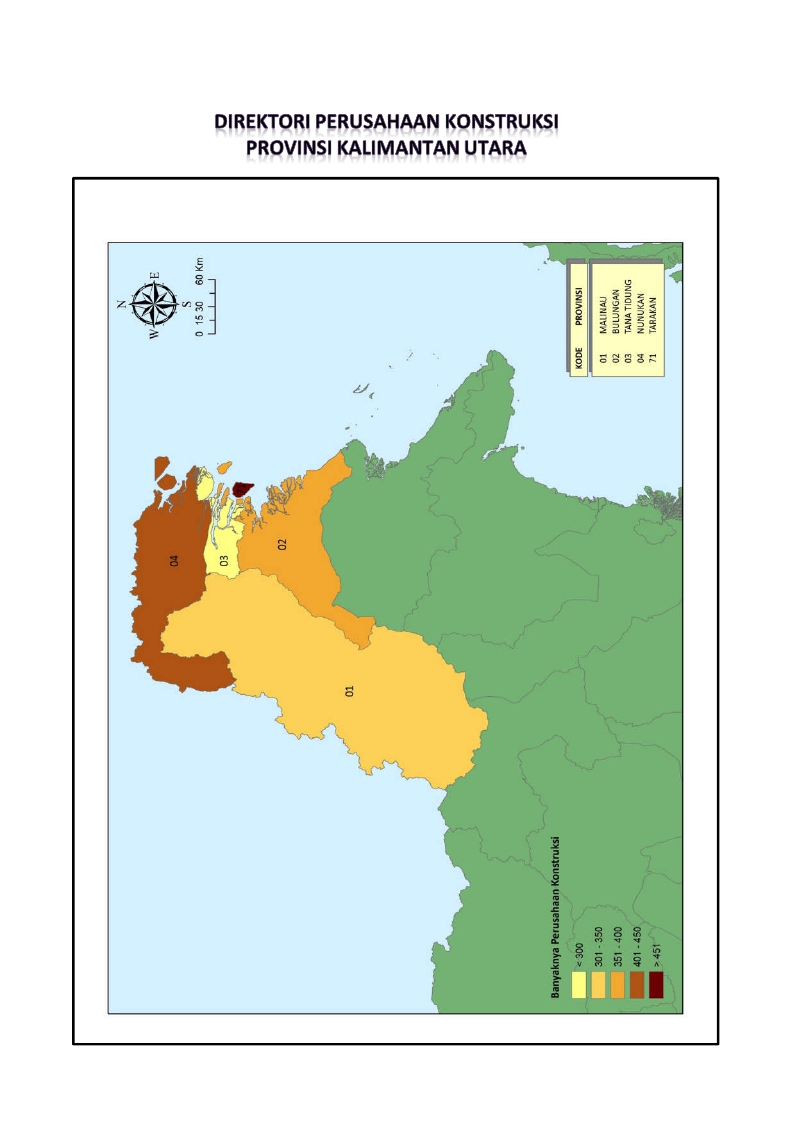 DIREKTORI PERUSAHAAN KONSTRUKSI
PROVINSI KALIMANTAN UTARA
N
E
W
S
0 15 30 60 Km
KODE PROVINSI
01 MALINAU
02 BULUNGAN
03 TANA TIDUNG
04 NUNUKAN
71 TARAKAN
04
03
02
01
Banyaknya Perusahaan Konstruksi
< 300
301 - 350
351 - 400
401 - 450
> 451